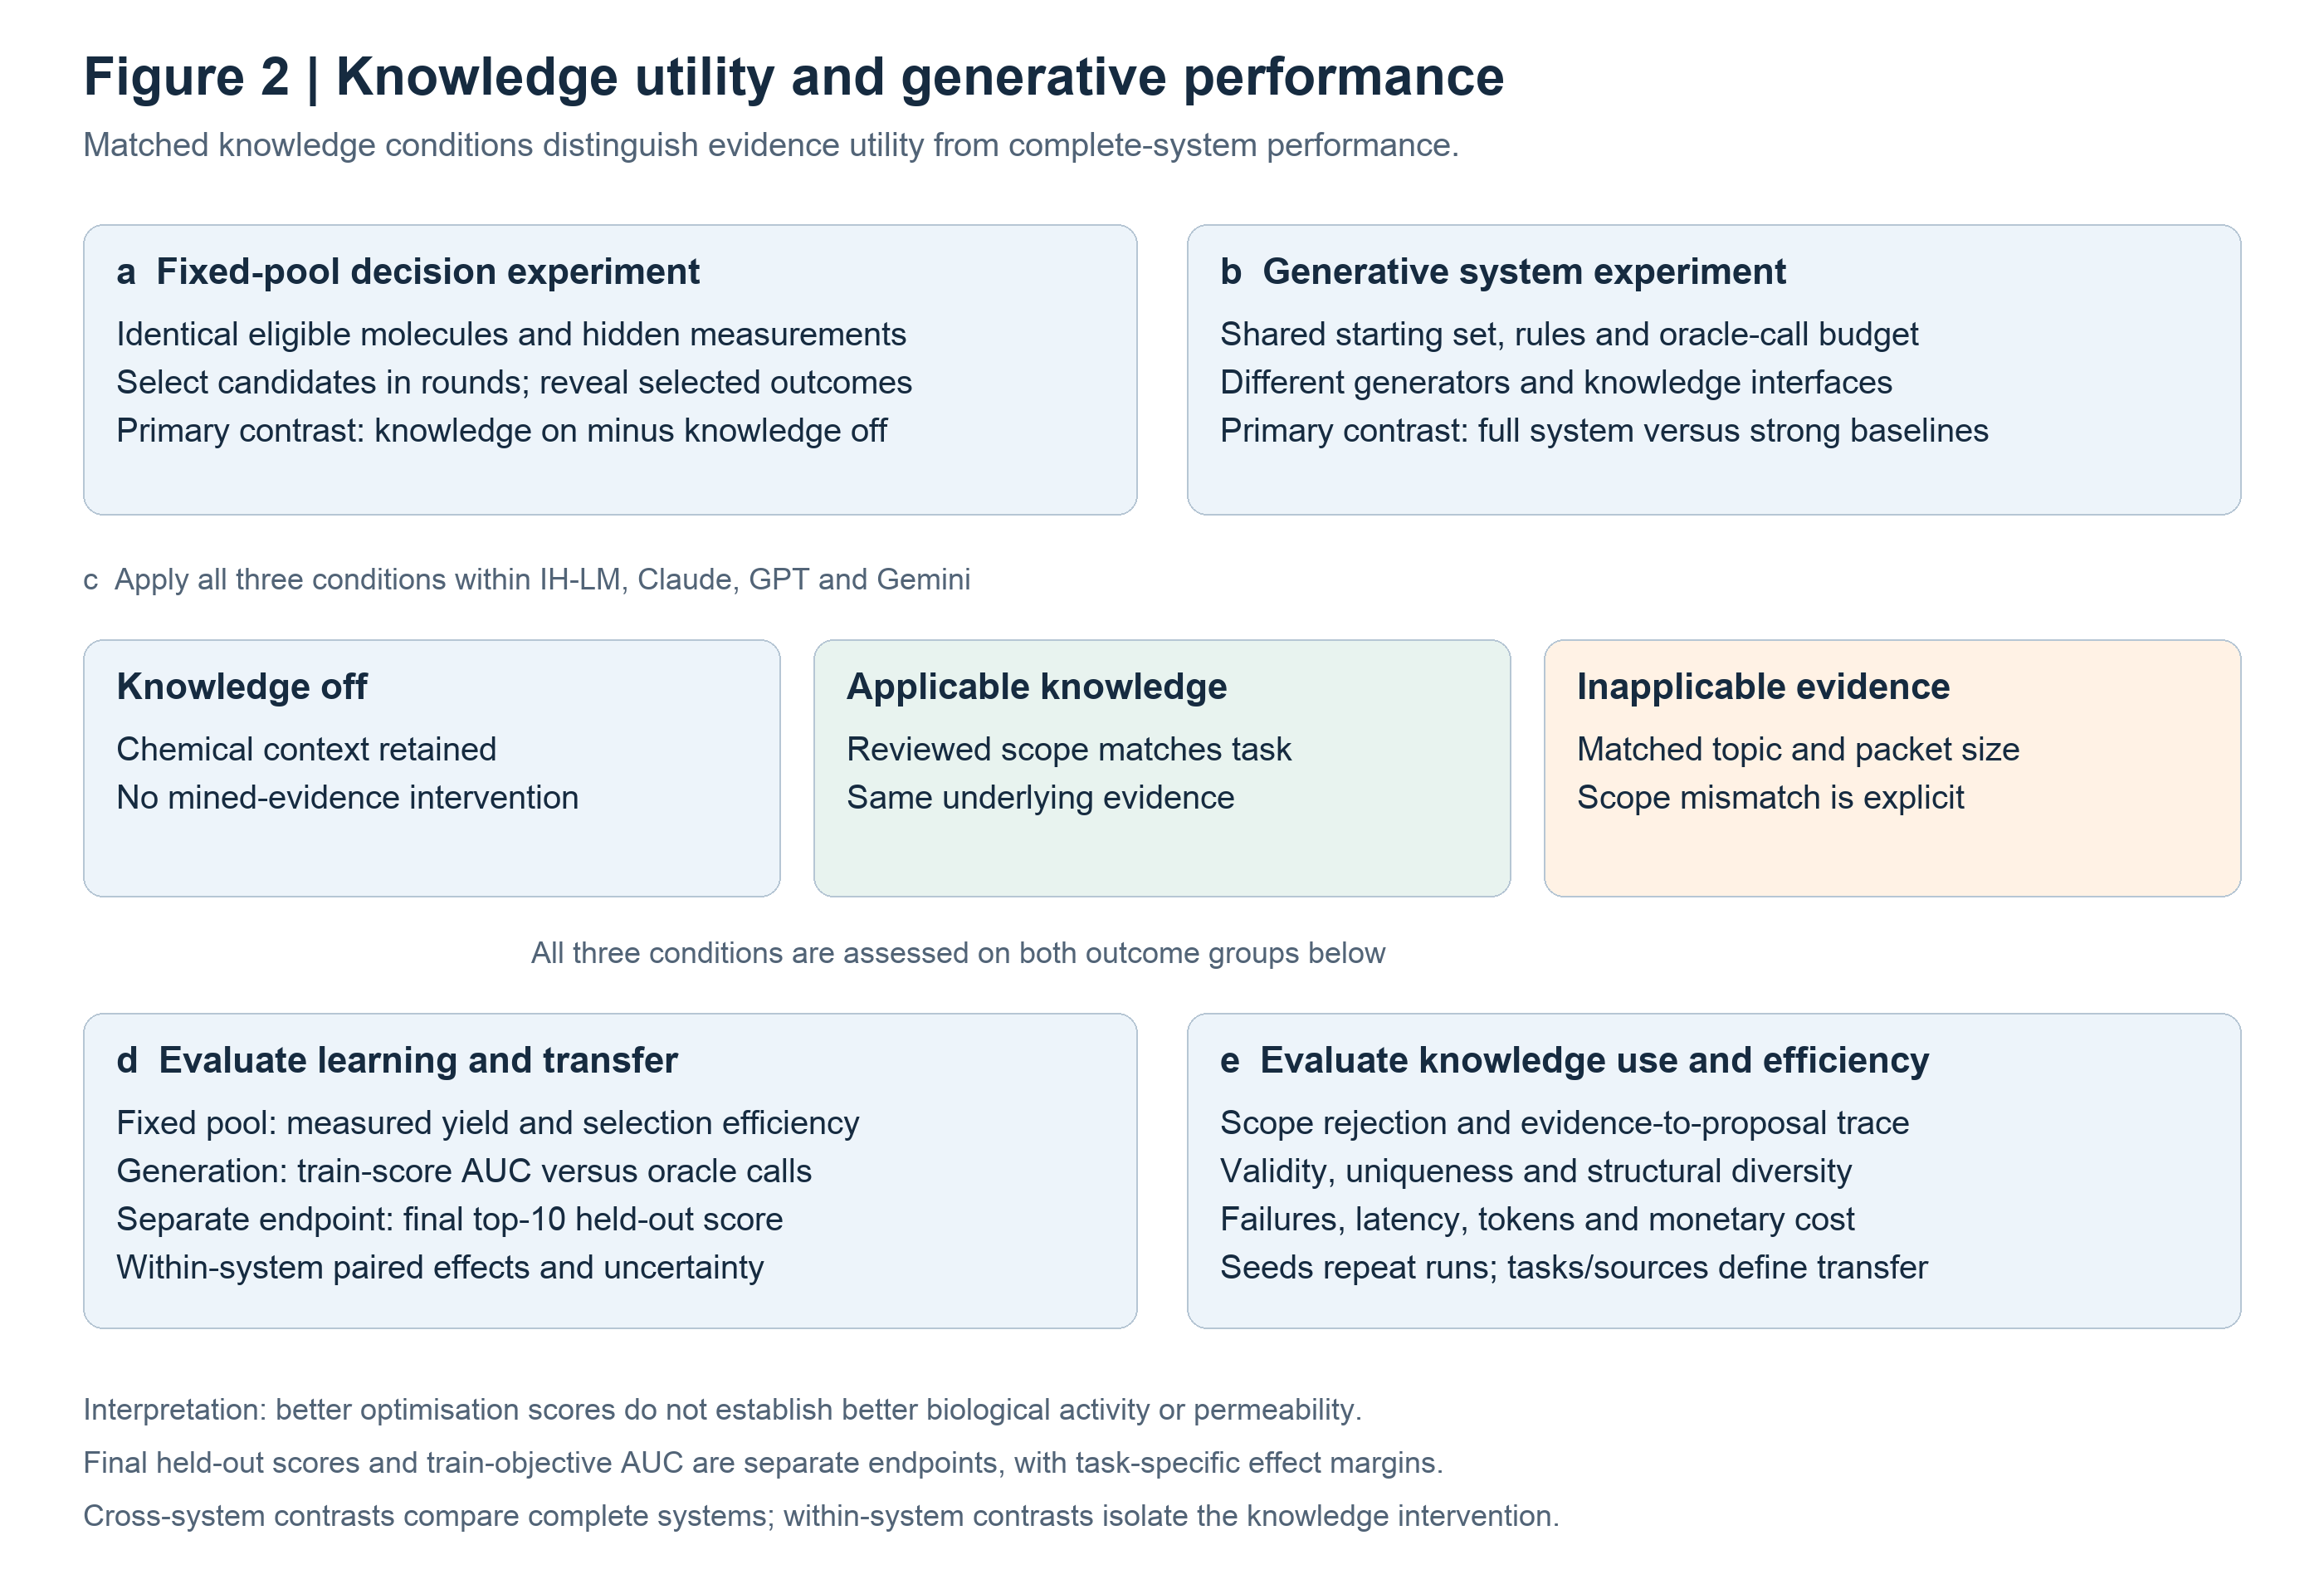 Figure 2 | Knowledge utility and generative performance
Matched knowledge conditions distinguish evidence utility from complete-system performance.
a Fixed-pool decision experiment
Identical eligible molecules and hidden measurements
Select candidates in rounds; reveal selected outcomes
Primary contrast: knowledge on minus knowledge off
b Generative system experiment
Shared starting set, rules and oracle-call budget
Different generators and knowledge interfaces
Primary contrast: full system versus strong baselines
c Apply all three conditions within IH-LM, Claude, GPT and Gemini
Knowledge off
Chemical context retained
No mined-evidence intervention
Applicable knowledge
Reviewed scope matches task
Same underlying evidence
Inapplicable evidence
Matched topic and packet size
Scope mismatch is explicit
All three conditions are assessed on both outcome groups below
d Evaluate learning and transfer
Fixed pool: measured yield and selection efficiency
Generation: train-score AUC versus oracle calls
Separate endpoint: final top-10 held-out score
Within-system paired effects and uncertainty
e Evaluate knowledge use and efficiency
Scope rejection and evidence-to-proposal trace
Validity, uniqueness and structural diversity
Failures, latency, tokens and monetary cost
Seeds repeat runs; tasks/sources define transfer
Interpretation: better optimisation scores do not establish better biological activity or permeability.
Final held-out scores and train-objective AUC are separate endpoints, with task-specific effect margins.
Cross-system contrasts compare complete systems; within-system contrasts isolate the knowledge intervention.